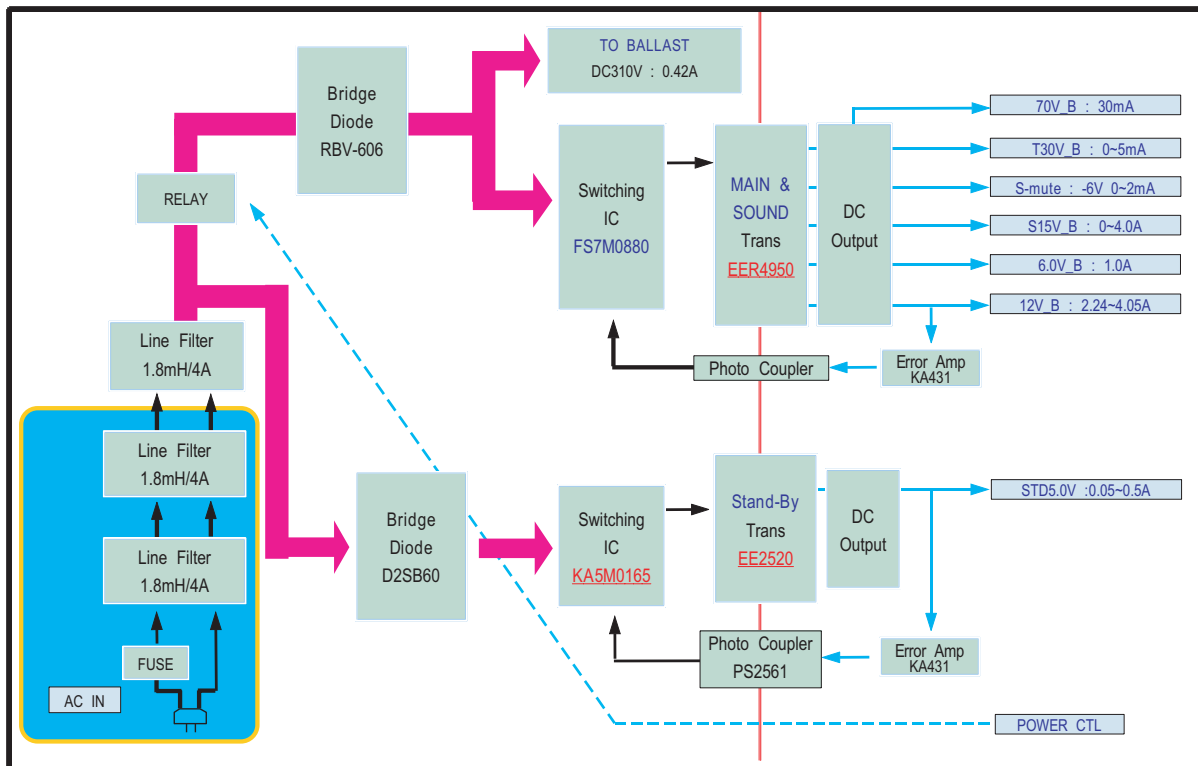 TO BALLAST
DC310V : 0.42A
Bridge
Diode
RBV-606
70V_B : 30mA
T30V_B : 0~5mA
S-mute : -6V 0~2mA
S15V_B : 0~4.0A
6.0V_B : 1.0A
12V_B : 2.24~4.05A
RELAY
Switching
IC
FS7M0880
MAIN &
SOUND
Trans
EER4950
DC
Output
Line Filter
1.8mH/4A
Photo Coupler
Error Amp
KA431
Line Filter
1.8mH/4A
Line Filter
1.8mH/4A
FUSE
AC IN
Bridge
Diode
D2SB60
Switching
IC
KA5M0165
Stand-By
Trans
EE2520
DC
Output
STD5.0V :0.05~0.5A
Photo Coupler
PS2561
Error Amp
KA431
POWER CTL